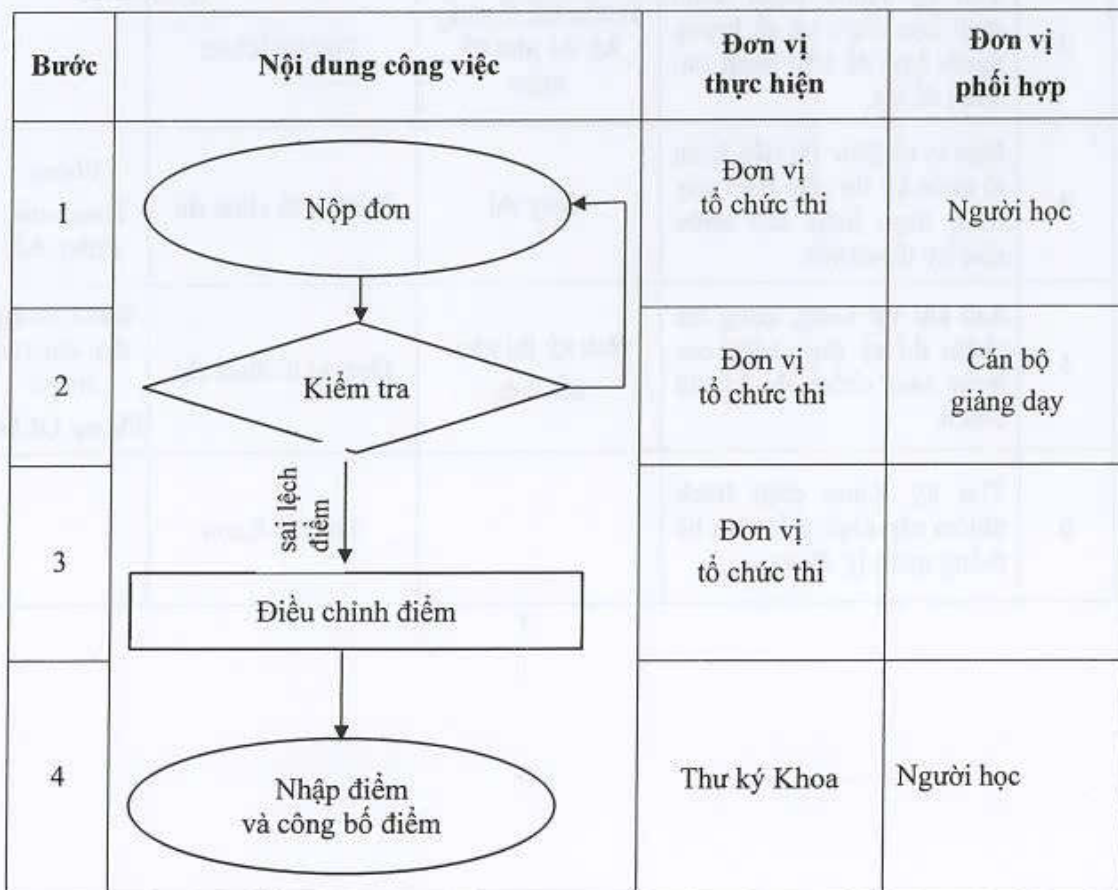 Bước
Nội dung công việc
Đơn vị
thực hiện
Đơn vị
phối hợp
1
Nộp đơn
Đơn vị
tổ chức thi
Người học
2
Kiểm tra
Đơn vị
tổ chức thi
Cán bộ
giảng dạy
sai lệch
điểm
3
Điều chỉnh điểm
Đơn vị
tổ chức thi
4
Nhập điểm
và công bố điểm
Thư ký Khoa
Người học